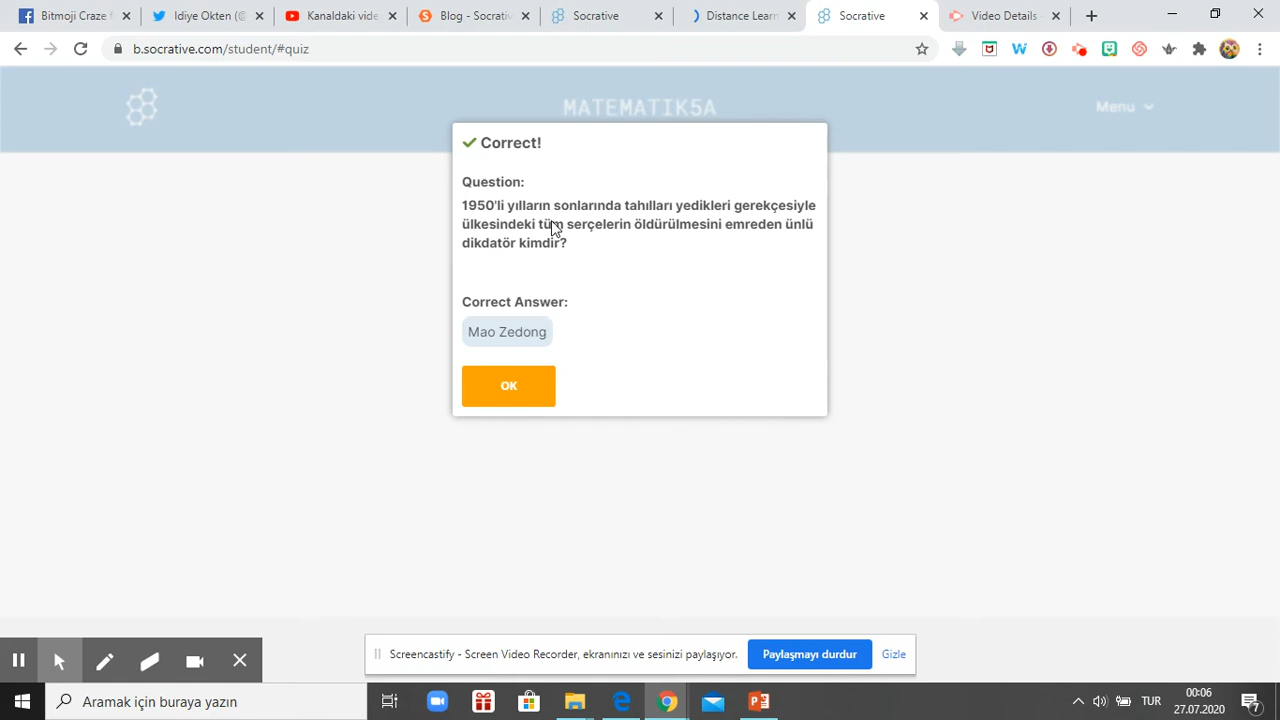 Bitmoji Craze f
Idiye Okten (@
Kanaldaki vide
Blog - Socrativ
Socrative
Distance Learn
Socrative
Video Details -
b.socrative.com/student/#quiz
MATEMATIK5A
Menu
Correct!
Question:
1950'li yılların sonlarında tahılları yedikleri gerekçesiyle
ülkesindeki tüm serçelerin öldürülmesini emreden ünlü
dikdatör kimdir?
Correct Answer:
Mao Zedong
OK
Screencastify - Screen Video Recorder, ekranınızı ve sesinizi paylaşıyor.
Paylaşmayı durdur
Gizle
Aramak için buraya yazın
TUR
00:06
27.07.2020
7